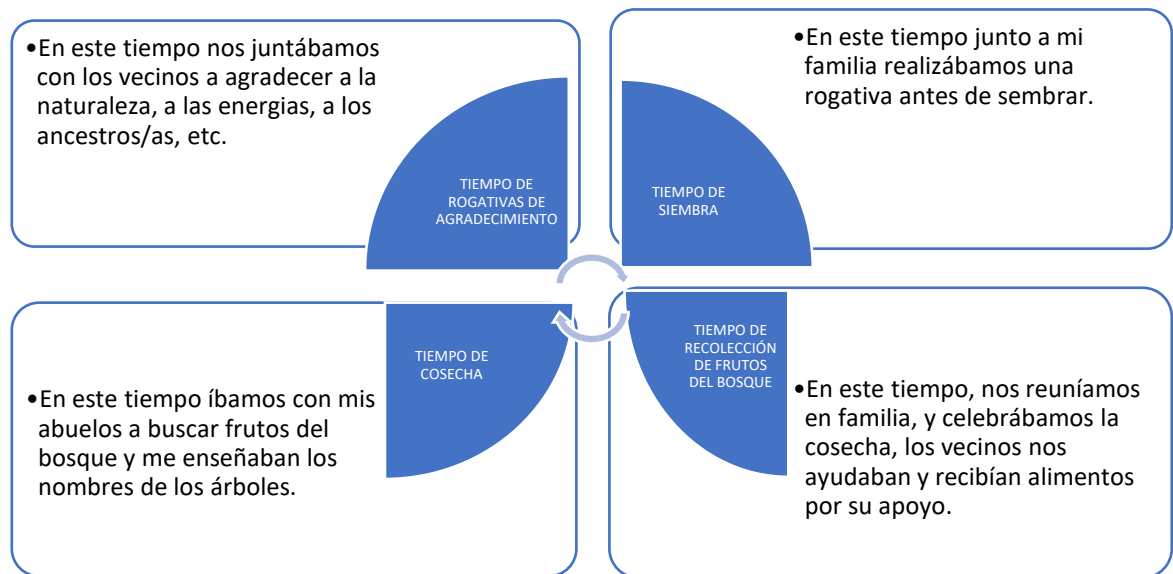 •En este tiempo nos juntábamos
con los vecinos a agradecer a la
naturaleza, a las energias, a los
ancestros/as, etc.
TIEMPO DE
ROGATIVAS DE
AGRADECIMIENTO
•En este tiempo junto a mi
familia realizábamos una
rogativa antes de sembrar.
TIEMPO DE
SIEMBRA
•En este tiempo íbamos con mis
abuelos a buscar frutos del
bosque y me enseñaban los
nombres de los árboles.
TIEMPO DE
COSECHA
TIEMPO DE
RECOLECCIÓN
DE FRUTOS
DEL BOSQUE
•En este tiempo, nos reuníamos
en familia, y celebrábamos la
cosecha, los vecinos nos
ayudaban y recibían alimentos
por su apoyo.